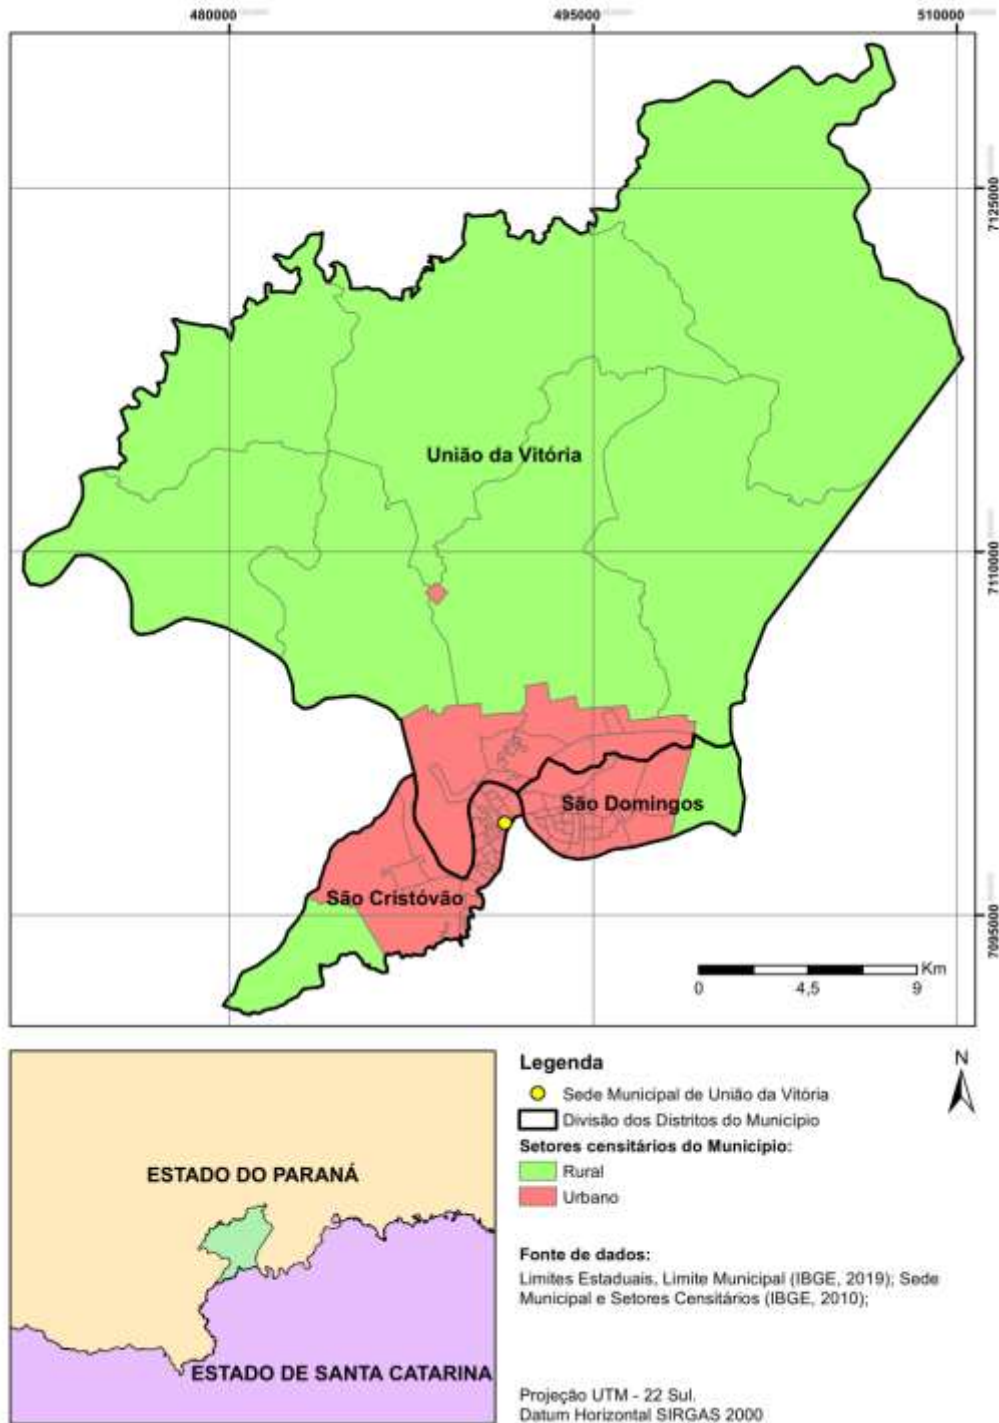 480000
495000
510000
7125000
União da Vitória
7110000
São Domingos
São Cristóvão
7095000
Km
0 4,5 9
Legenda
N
Sede Municipal de União da Vitória
Divisão dos Distritos do Município
Setores censitários do Município:
Rural
Urbano
ESTADO DO PARANÁ
ESTADO DE SANTA CATARINA
Fonte de dados:
Limites Estaduais, Limite Municipal (IBGE, 2019); Sede
Municipal e Setores Censitários (IBGE, 2010);
Projeção UTM - 22 Sul.
Datum Horizontal SIRGAS 2000